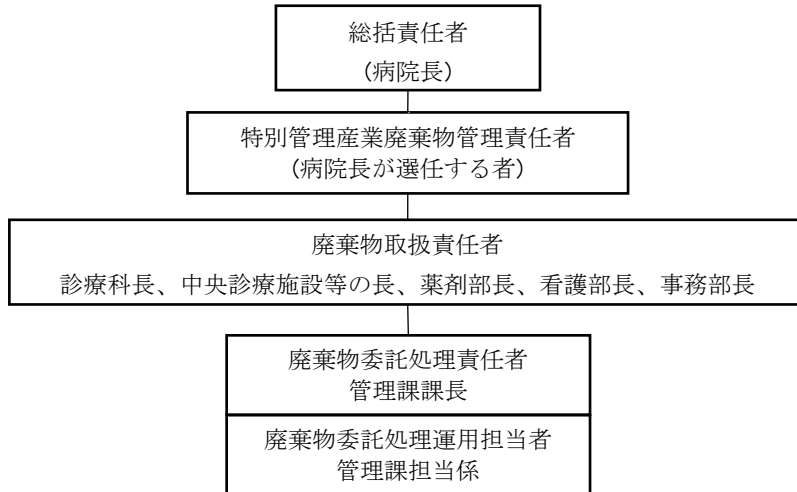 総括責任者
(病院長)
特別管理産業廃棄物管理責任者
(病院長が選任する者)
廃棄物取扱責任者
診療科長、中央診療施設等の長、薬剤部長、看護部長、事務部長
廃棄物委託処理責任者
管理課課長
廃棄物委託処理運用担当者
管理課担当係